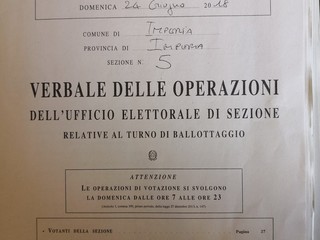 DOMENICA 24 Giugno 2018
COMUNE DI IMPERIA
PROVINCIA DI IMPERIA
SEZIONE N. 5
VERBALE DELLE OPERAZIONI
DELL'UFFICIO ELETTORALE DI SEZIONE
RELATIVE AL TURNO DI BALLOTTAGGIO
ATTENZIONE
LE OPERAZIONI DI VOTAZIONE SI SVOLGONO
LA DOMENICA DALLE ORE 7 ALLE ORE 23
– VOTANTI DELLA SEZIONE Pagina 27